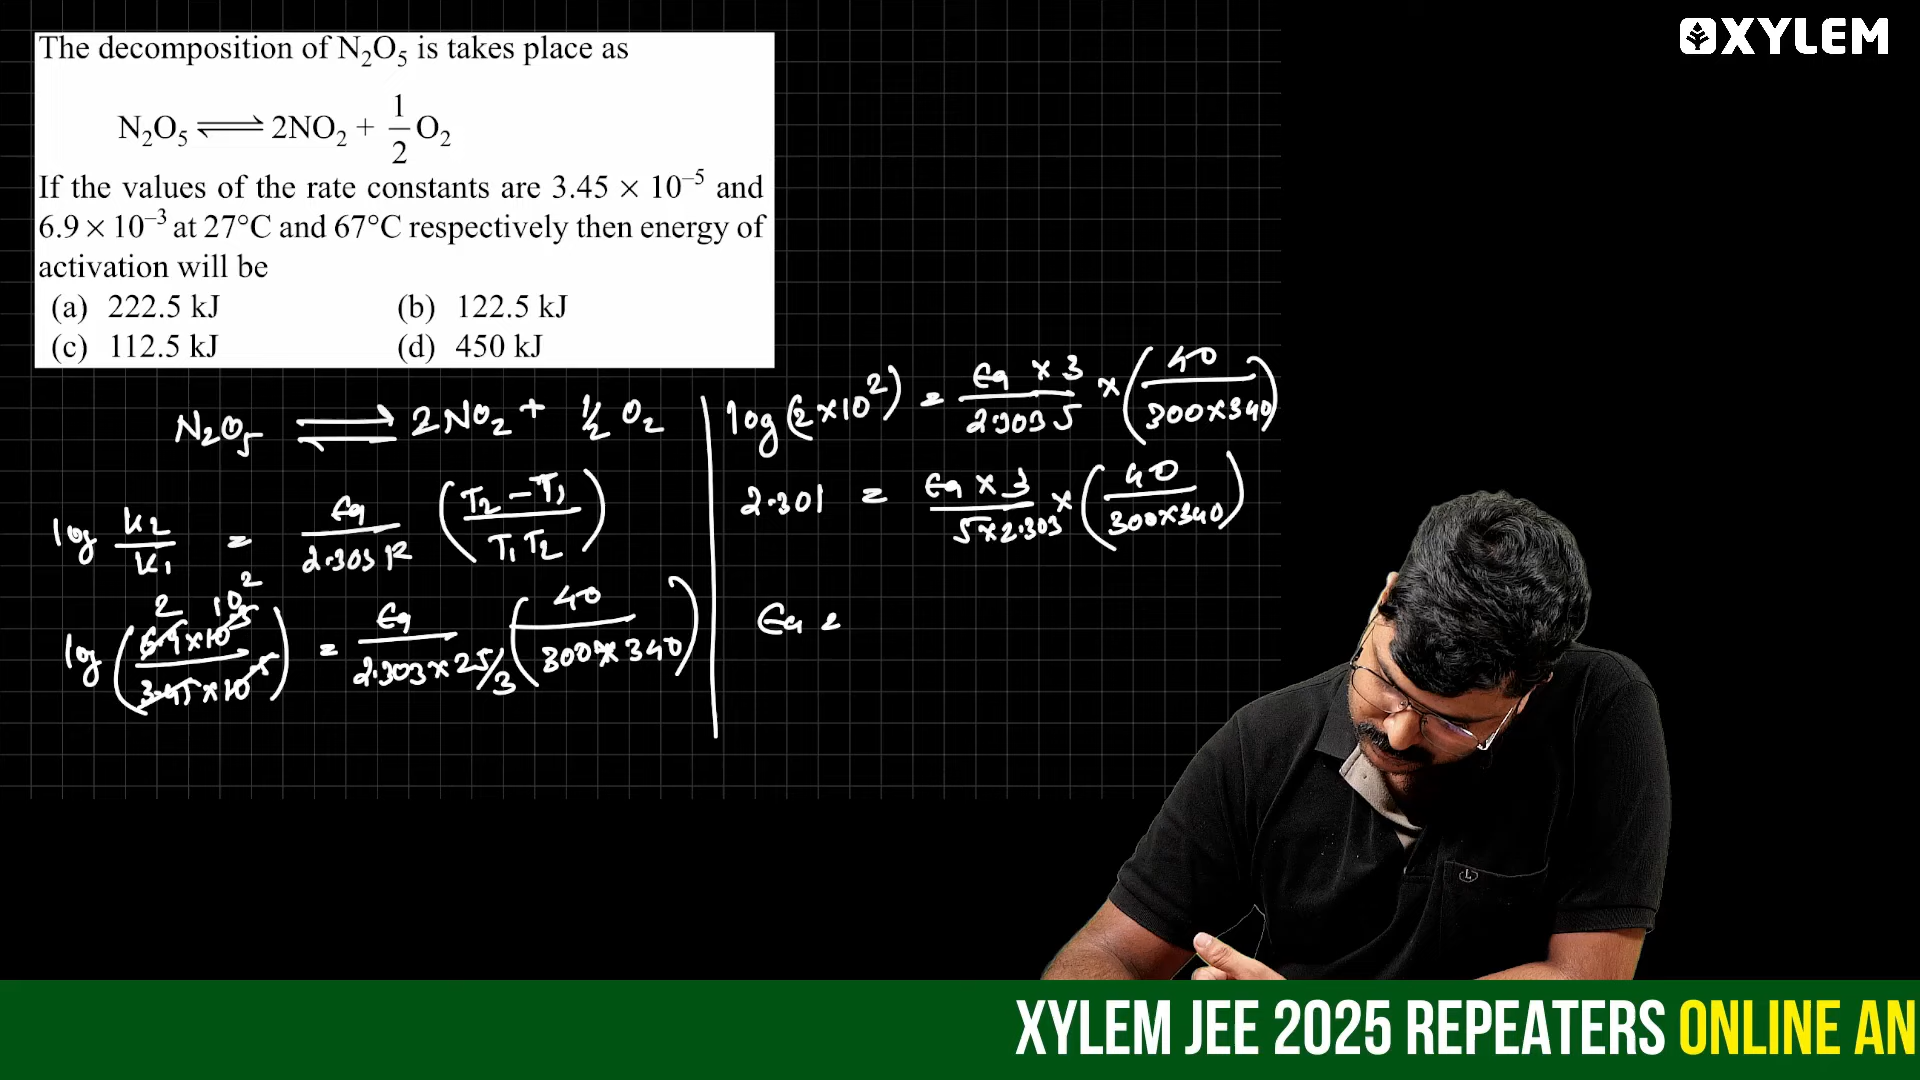 XYLEM
The decomposition of N₂O₅ is takes place as
N₂O₅ ⇌ 2NO₂ + 1/2 O₂
If the values of the rate constants are 3.45 × 10⁻⁵ and
6.9 × 10⁻³ at 27°C and 67°C respectively then energy of
activation will be
(a) 222.5 kJ (b) 122.5 kJ
(c) 112.5 kJ (d) 450 kJ
N₂O₅ ⇌ 2NO₂ + ½ O₂
log K₂/K₁ = Ea/2.303 R (T₂ - T₁/T₁T₂)
2 10²
log (6.9 × 10⁻³/3.45 × 10⁻⁵) = Ea/2.303 × 25/3 (40/300 × 340)
log (2 × 10²) = Ea × 3/2.303 5 × (40/300 × 340)
2.301 = Ea × 3/5 × 2.303 × (40/300 × 340)
Ea =
XYLEM JEE 2025 REPEATERS ONLINE AN